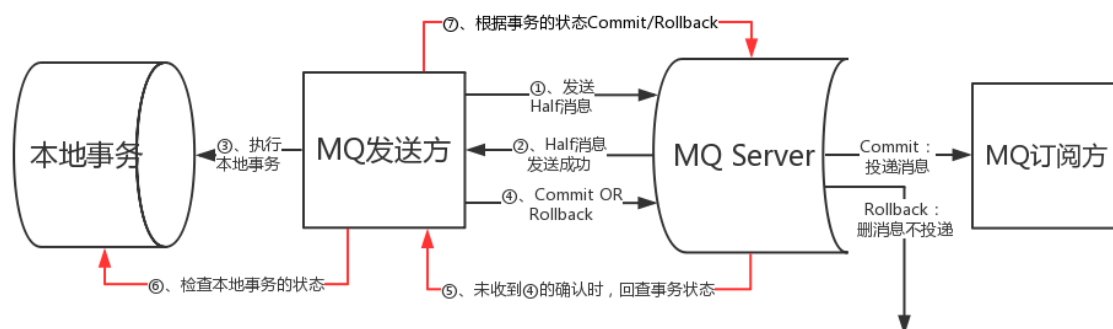 ⑦、根据事务的状态Commit/Rollback
①、发送
Half消息
本地事务
③、执行
本地事务
MQ发送方
②、Half消息
发送成功
MQ Server
Commit：
投递消息
MQ订阅方
④、Commit OR
Rollback
Rollback：
删消息不投递
⑥、检查本地事务的状态
⑤、未收到④的确认时，回查事务状态